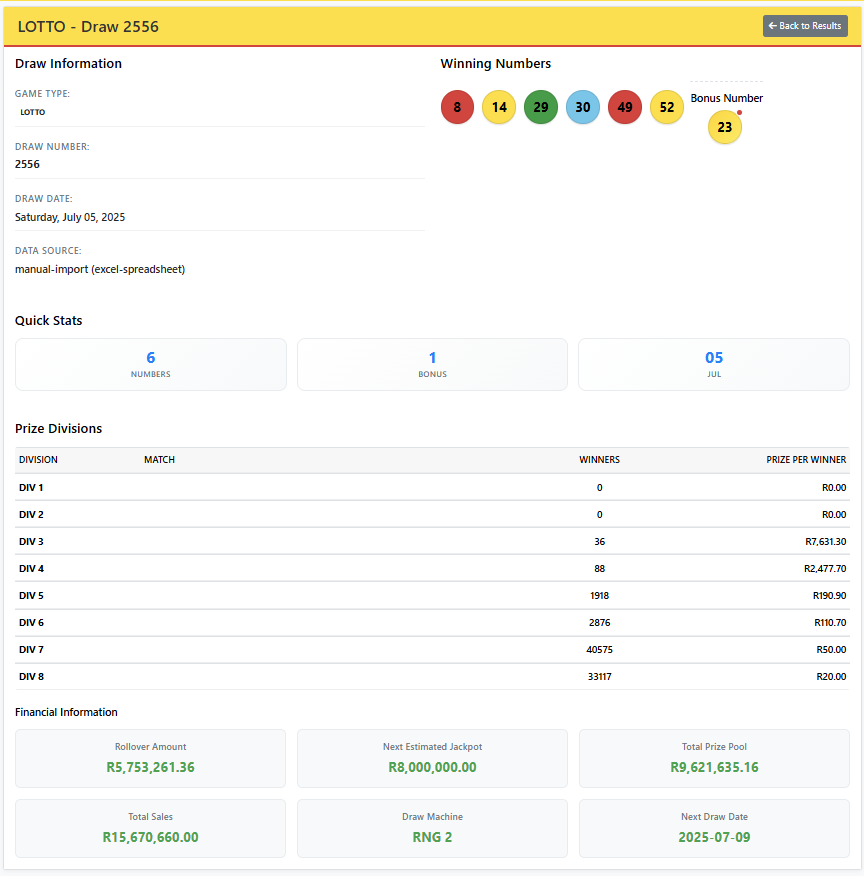 LOTTO - Draw 2556
← Back to Results
Draw Information
GAME TYPE:
LOTTO
DRAW NUMBER:
2556
DRAW DATE:
Saturday, July 05, 2025
DATA SOURCE:
manual-import (excel-spreadsheet)
Winning Numbers
8 14 29 30 49 52
Bonus Number
23
Quick Stats
6
NUMBERS
1
BONUS
05
JUL
Prize Divisions
DIVISION MATCH WINNERS PRIZE PER WINNER
DIV 1 0 R0.00
DIV 2 0 R0.00
DIV 3 36 R7,631.30
DIV 4 88 R2,477.70
DIV 5 1918 R190.90
DIV 6 2876 R110.70
DIV 7 40575 R50.00
DIV 8 33117 R20.00
Financial Information
Rollover Amount
R5,753,261.36
Next Estimated Jackpot
R8,000,000.00
Total Prize Pool
R9,621,635.16
Total Sales
R15,670,660.00
Draw Machine
RNG 2
Next Draw Date
2025-07-09